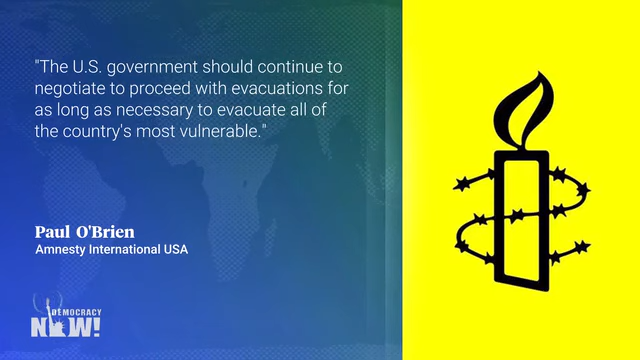 "The U.S. government should continue to
negotiate to proceed with evacuations for
as long as necessary to evacuate all of
the country's most vulnerable."
Paul O'Brien
Amnesty International USA
DEMOCRACY
NOW!